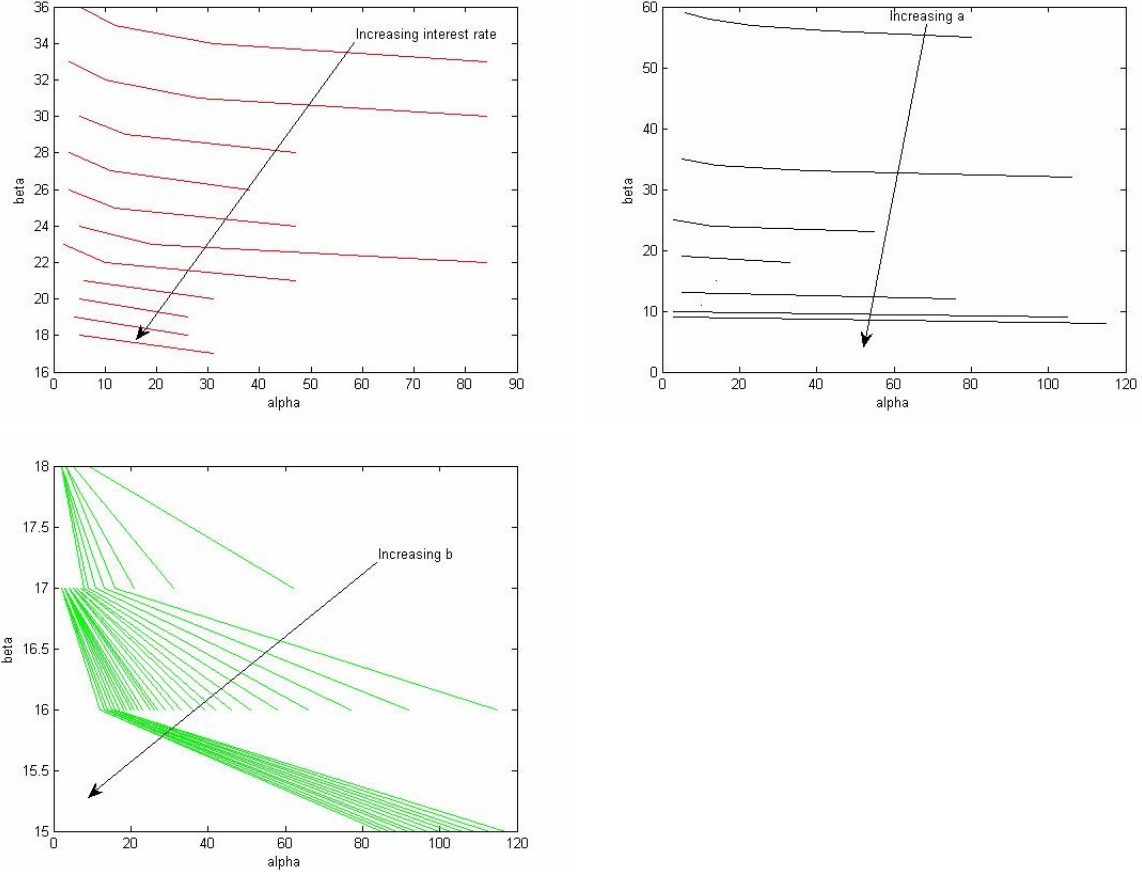 36
34
32
30
28
26
24
22
20
18
16
beta
Increasing interest rate
0 10 20 30 40 50 60 70 80 90
alpha
60
50
40
30
20
10
0
beta
Increasing a
0 20 40 60 80 100 120
alpha
18
17.5
17
16.5
16
15.5
15
beta
Increasing b
0 20 40 60 80 100 120
alpha